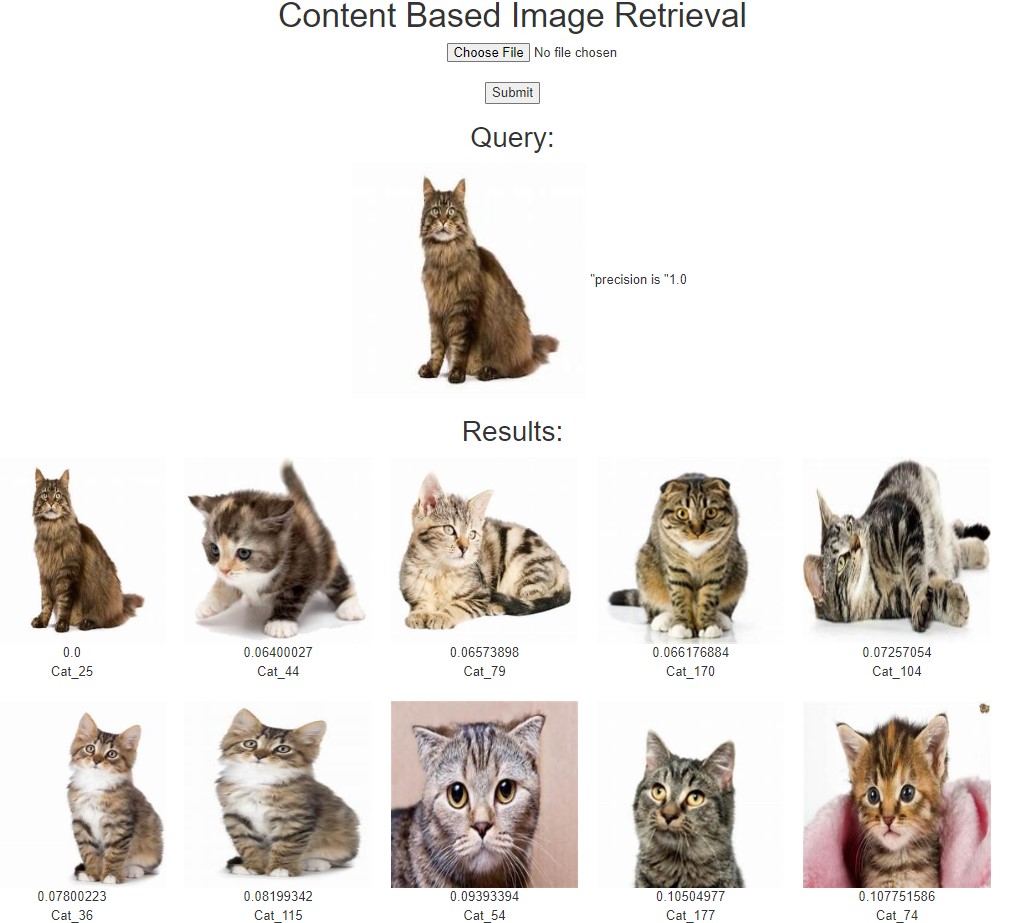 Content Based Image Retrieval
Choose File No file chosen
Submit
Query:
"precision is "1.0
Results:
0.0 0.06400027 0.06573898 0.066176884 0.07257054
Cat_25 Cat_44 Cat_79 Cat_170 Cat_104
0.07800223 0.08199342 0.09393394 0.10504977 0.107751586
Cat_36 Cat_115 Cat_54 Cat_177 Cat_74